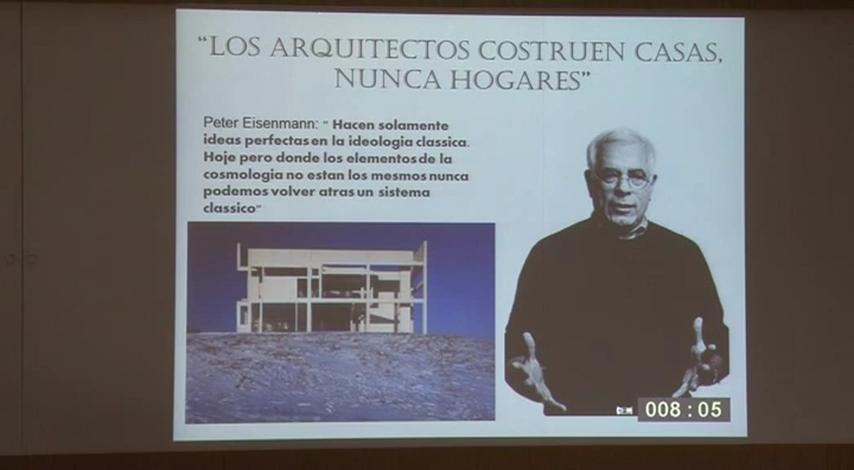 “LOS ARQUITECTOS COSTRUEN CASAS,
NUNCA HOGARES”
Peter Eisenmann: “ Hacen solamente
ideas perfectas en la ideologia classica.
Hoje pero donde los elementos de la
cosmologia no estan los mesmos nunca
podemos volver atras un sistema
classico”
008 : 05